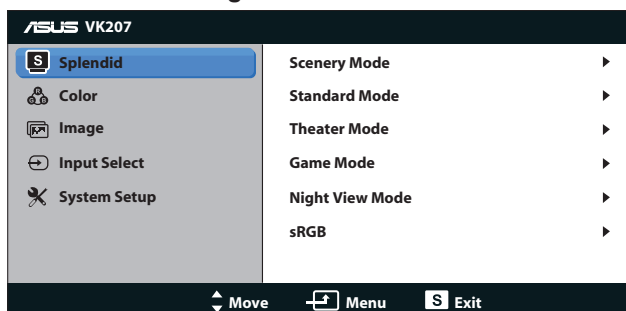 ASUS VK207
S Splendid
Color
Image
Input Select
System Setup
Scenery Mode
Standard Mode
Theater Mode
Game Mode
Night View Mode
sRGB
Move Menu S Exit